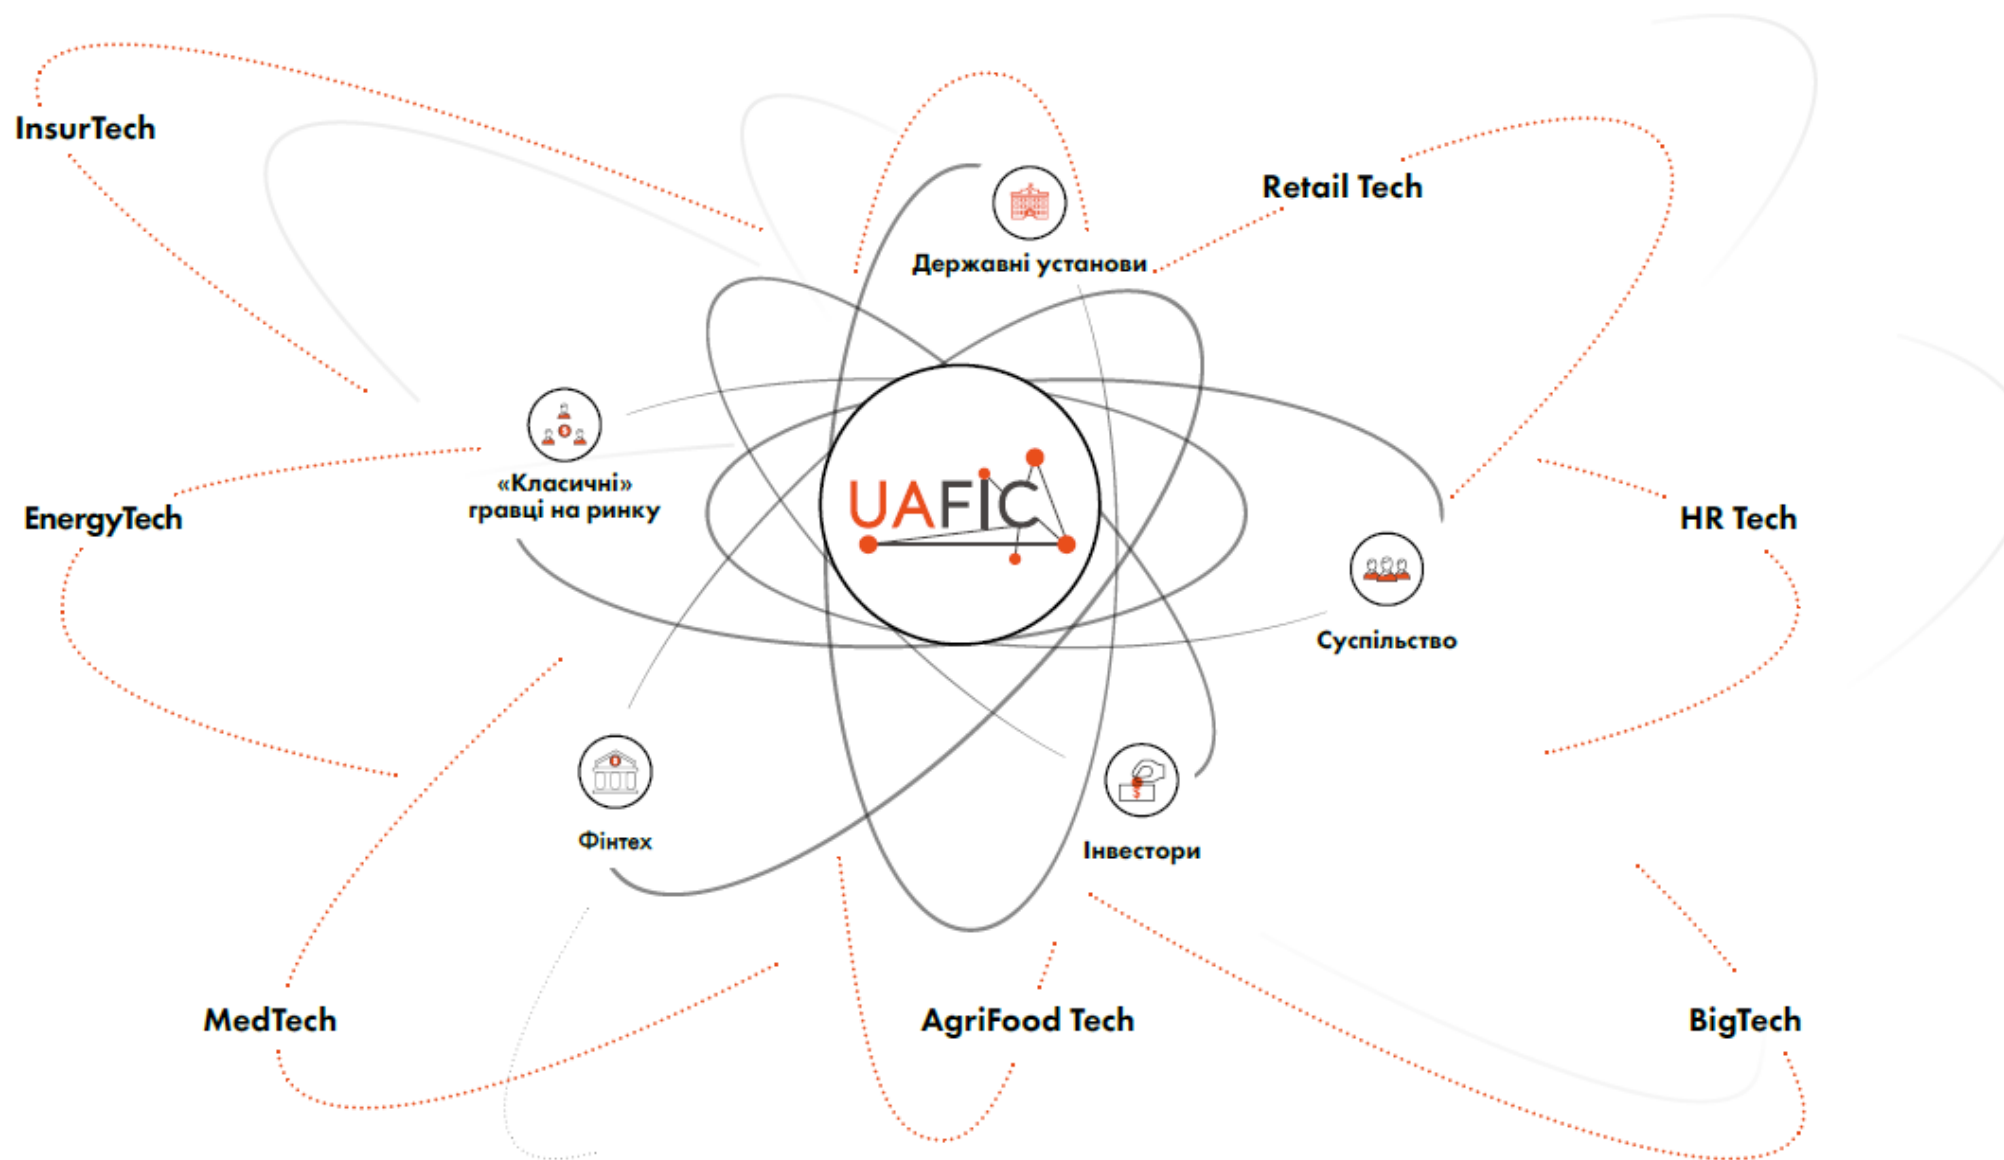 InsurTech
Retail Tech
Державні установи
«Класичні»
гравці на ринку
UAFIC
EnergyTech
HR Tech
Суспільство
Фінтех
Інвестори
MedTech
AgriFood Tech
BigTech